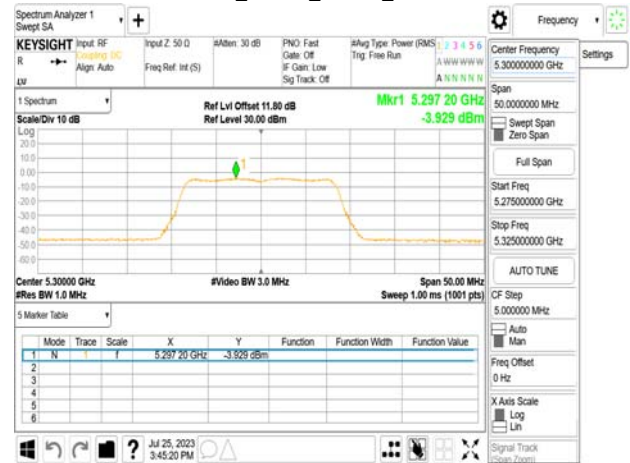 Spectrum Analyzer 1
Swept SA
+
Frequency
KEYSIGHT
Input: RF
Input Z: 50 Ω
#Atten: 30 dB
PNO: Fast
#Avg Type: Power (RMS
1 2 3 4 5 6
R
Coupling: DC
Gate: Off
Trig: Free Run
A W W W W W
Align: Auto
Freq Ref: Int (S)
IF Gain: Low
LU
Sig Track: Off
A N N N N N
1 Spectrum
Ref Lvl Offset 11.80 dB
Mkr1 5.297 20 GHz
Scale/Div 10 dB
Ref Level 30.00 dBm
-3.929 dBm
Log
20.0
10.0
0.00
-10.0
-20.0
-30.0
-40.0
-50.0
-60.0
1
Center 5.30000 GHz
#Video BW 3.0 MHz
Span 50.00 MHz
#Res BW 1.0 MHz
Sweep 1.00 ms (1001 pts)
5 Marker Table
Mode Trace Scale X Y Function Function Width Function Value
1 N 1 f 5.297 20 GHz -3.929 dBm
2
3
4
5
6
?
Jul 25, 2023
3:45:20 PM
Center Frequency
5.300000000 GHz
Settings
Span
50.0000000 MHz
Swept Span
Zero Span
Full Span
Start Freq
5.275000000 GHz
Stop Freq
5.325000000 GHz
AUTO TUNE
CF Step
5.000000 MHz
Auto
Man
Freq Offset
0 Hz
X Axis Scale
Log
Lin
Signal Track
(Span Zoom)